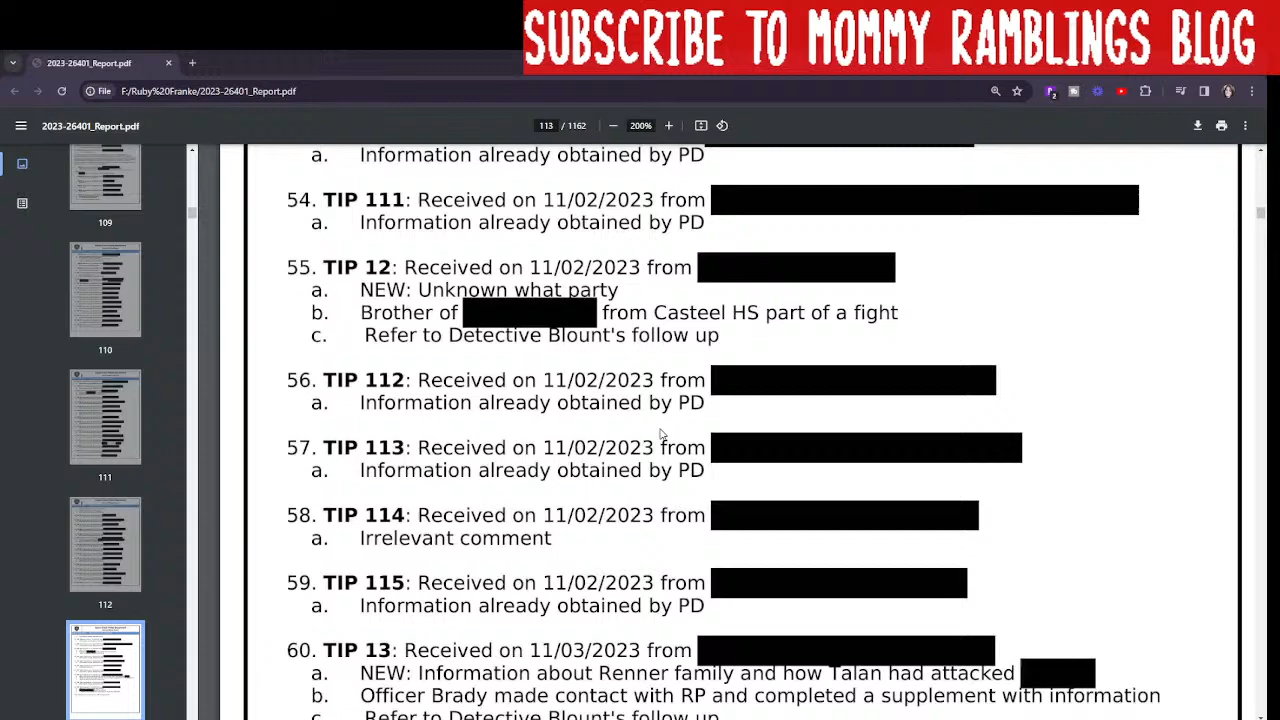 SUBSCRIBE TO MOMMY RAMBLINGS BLOG
2023-26401_Report.pdf
File F:/Ruby%20Franke/2023-26401_Report.pdf
2023-26401_Report.pdf 113 / 1162 200%
a. Information already obtained by PD
54. TIP 111: Received on 11/02/2023 from
a. Information already obtained by PD
55. TIP 12: Received on 11/02/2023 from
a. NEW: Unknown what party
b. Brother of from Casteel HS part of a fight
c. Refer to Detective Blount's follow up
56. TIP 112: Received on 11/02/2023 from
a. Information already obtained by PD
57. TIP 113: Received on 11/02/2023 from
a. Information already obtained by PD
58. TIP 114: Received on 11/02/2023 from
a. Irrelevant comment
59. TIP 115: Received on 11/02/2023 from
a. Information already obtained by PD
60. TIP 13: Received on 11/03/2023 from
a. NEW: Information about Renner family and how Talan had attacked
b. Officer Brady made contact with RP and completed a supplement with information
c. Refer to Detective Blount's follow up
109
110
111
112